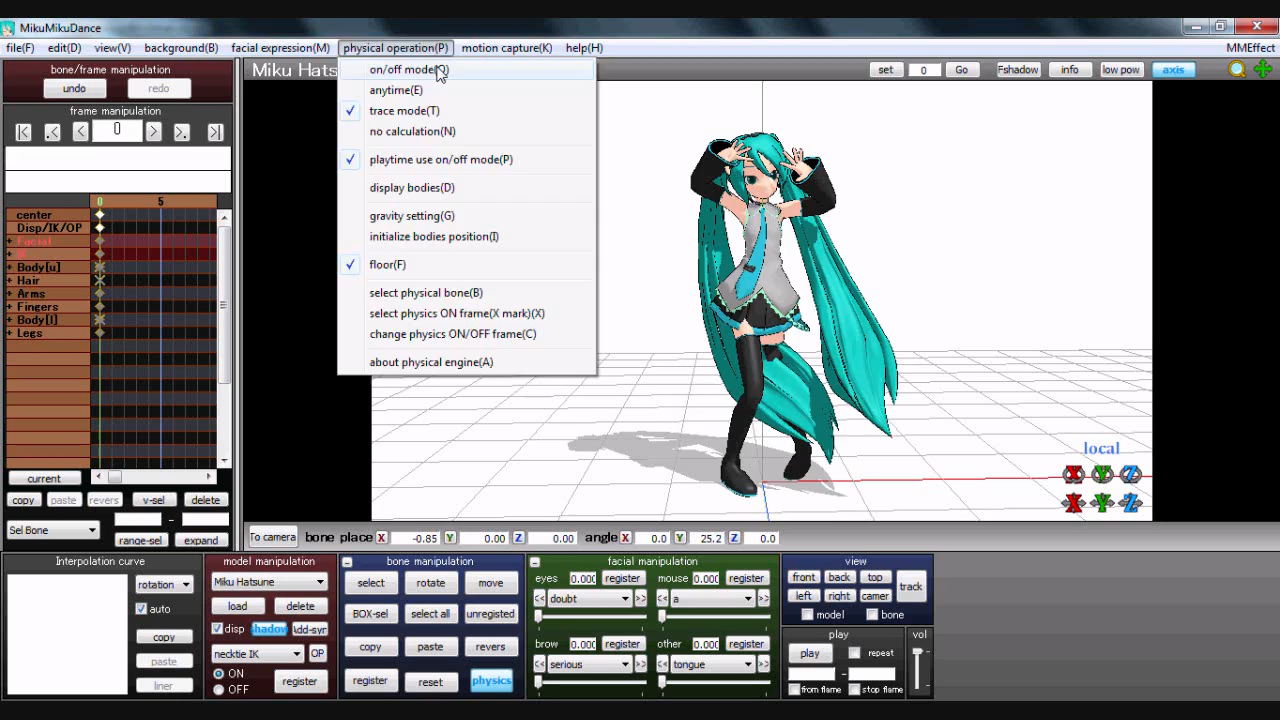 MikuMikuDance
file(F) edit(D) view(V) background(B) facial expression(M) physical operation(P) motion capture(K) help(H) MMEffect
bone/frame manipulation
undo redo
frame manipulation
|< .< < 0 > >. >|
0 5
center
Disp/IK/OP
+ Facial
+ Body[u]
+ Hair
+ Arms
+ Fingers
+ Body[l]
+ Legs
current
copy paste revers v-sel delete
Sel Bone - range-sel expand
Miku Hats
set 0 Go Fshadow info low pow axis
on/off mode(O)
anytime(E)
trace mode(T)
no calculation(N)
playtime use on/off mode(P)
display bodies(D)
gravity setting(G)
initialize bodies position(I)
floor(F)
select physical bone(B)
select physics ON frame(X mark)(X)
change physics ON/OFF frame(C)
about physical engine(A)
local
X Y Z
X Y Z
To camera bone place X -0.85 Y 0.00 Z 0.00 angle X 0.0 Y 25.2 Z 0.0
Interpolation curve
rotation
auto
copy
paste
liner
model manipulation
Miku Hatsune
load delete
disp shadow Add-syn
necktie IK OP
ON
OFF
register
bone manipulation
select rotate move
BOX-sel select all unregisted
copy paste revers
register reset physics
facial manipulation
eyes 0.000 register mouse 0.000 register
<< doubt >> << a >>
brow 0.000 register other 0.000 register
<< serious >> << tongue >>
view
front back top track
left right camer
model bone
play
play repeat
-
from flame stop flame
vol